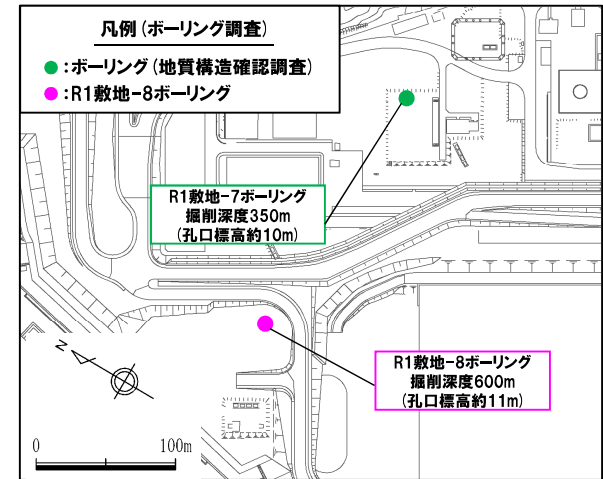 凡例(ボーリング調査)
●:ボーリング(地質構造確認調査)
●:R1敷地-8ボーリング
R1敷地-7ボーリング
掘削深度350m
(孔口標高約10m)
R1敷地-8ボーリング
掘削深度600m
(孔口標高約11m)
N
0 100m